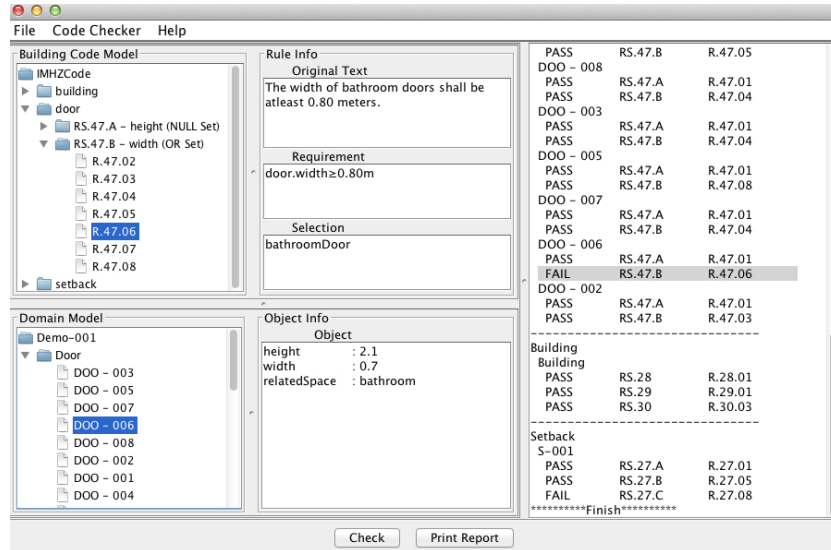 File Code Checker Help
Building Code Model
IMHZCode
building
door
RS.47.A - height (NULL Set)
RS.47.B - width (OR Set)
R.47.02
R.47.03
R.47.04
R.47.05
R.47.06
R.47.07
R.47.08
setback
Rule Info
Original Text
The width of bathroom doors shall be
atleast 0.80 meters.
Requirement
door.width≥0.80m
Selection
bathroomDoor
Domain Model
Demo-001
Door
DOO - 003
DOO - 005
DOO - 007
DOO - 006
DOO - 008
DOO - 002
DOO - 001
DOO - 004
Object Info
Object
height : 2.1
width : 0.7
relatedSpace : bathroom
PASS RS.47.B R.47.05
DOO - 008
PASS RS.47.A R.47.01
PASS RS.47.B R.47.04
DOO - 003
PASS RS.47.A R.47.01
PASS RS.47.B R.47.04
DOO - 005
PASS RS.47.A R.47.01
PASS RS.47.B R.47.08
DOO - 007
PASS RS.47.A R.47.01
PASS RS.47.B R.47.04
DOO - 006
PASS RS.47.A R.47.01
FAIL RS.47.B R.47.06
DOO - 002
PASS RS.47.A R.47.01
PASS RS.47.B R.47.03
--------------------------
Building
Building
PASS RS.28 R.28.01
PASS RS.29 R.29.01
PASS RS.30 R.30.03
--------------------------
Setback
S-001
PASS RS.27.A R.27.01
PASS RS.27.B R.27.05
FAIL RS.27.C R.27.08
**********Finish**********
Check
Print Report